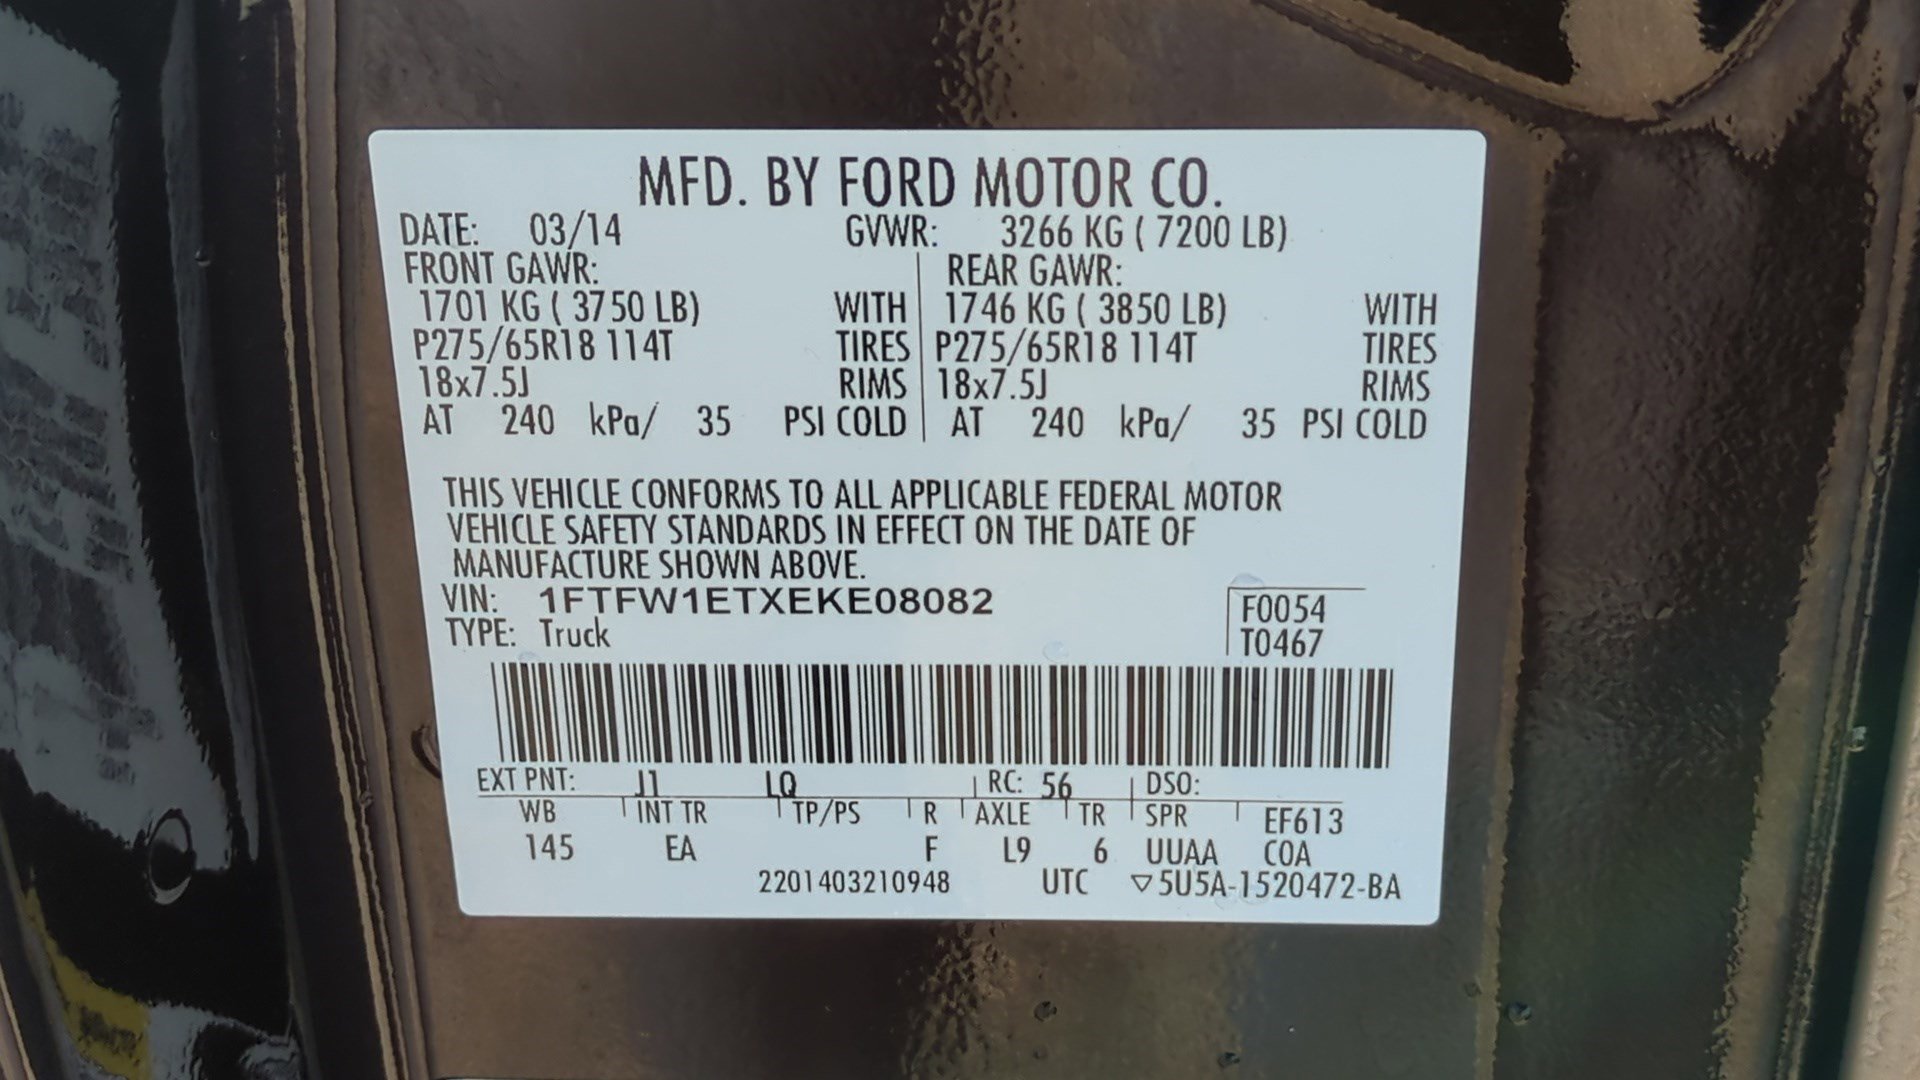 MFD. BY FORD MOTOR CO.
DATE: 03/14 GVWR: 3266 KG ( 7200 LB)
FRONT GAWR: REAR GAWR:
1701 KG ( 3750 LB) WITH 1746 KG ( 3850 LB) WITH
P275/65R18 114T TIRES P275/65R18 114T TIRES
18x7.5J RIMS 18x7.5J RIMS
AT 240 kPa/ 35 PSI COLD AT 240 kPa/ 35 PSI COLD
THIS VEHICLE CONFORMS TO ALL APPLICABLE FEDERAL MOTOR
VEHICLE SAFETY STANDARDS IN EFFECT ON THE DATE OF
MANUFACTURE SHOWN ABOVE.
VIN: 1FTFW1ETXEKE08082 F0054
TYPE: Truck T0467
EXT PNT: J1 LQ RC: 56 DSO:
WB INT TR TP/PS R AXLE TR SPR EF613
145 EA F L9 6 UUAA COA
2201403210948 UTC ▽5U5A-1520472-BA